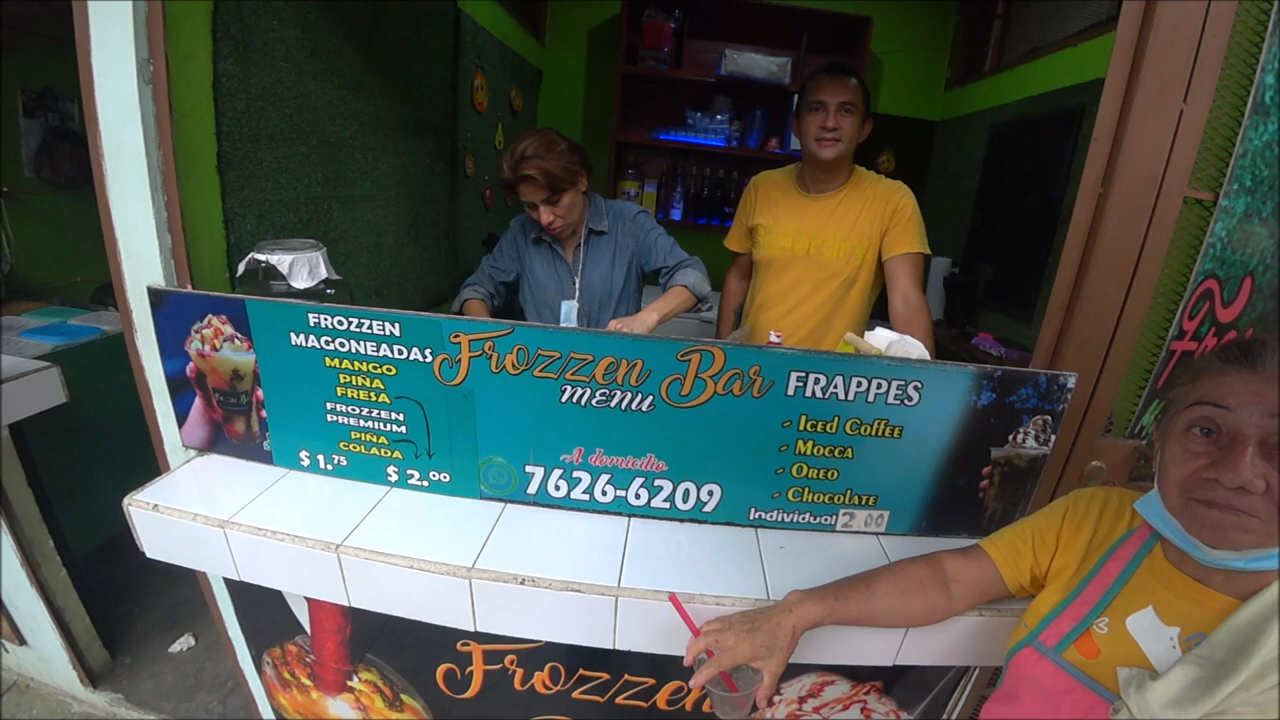 FROZZEN
MAGONEADAS
MANGO
PIÑA
FRESA
FROZZEN
PREMIUM
PIÑA
COLADA
$ 1.75
$ 2.00
Frozzen Bar
MENU
A domicilio
7626-6209
FRAPPES
- Iced Coffee
- Mocca
- Oreo
- Chocolate
Individual 2 00
Frozzen